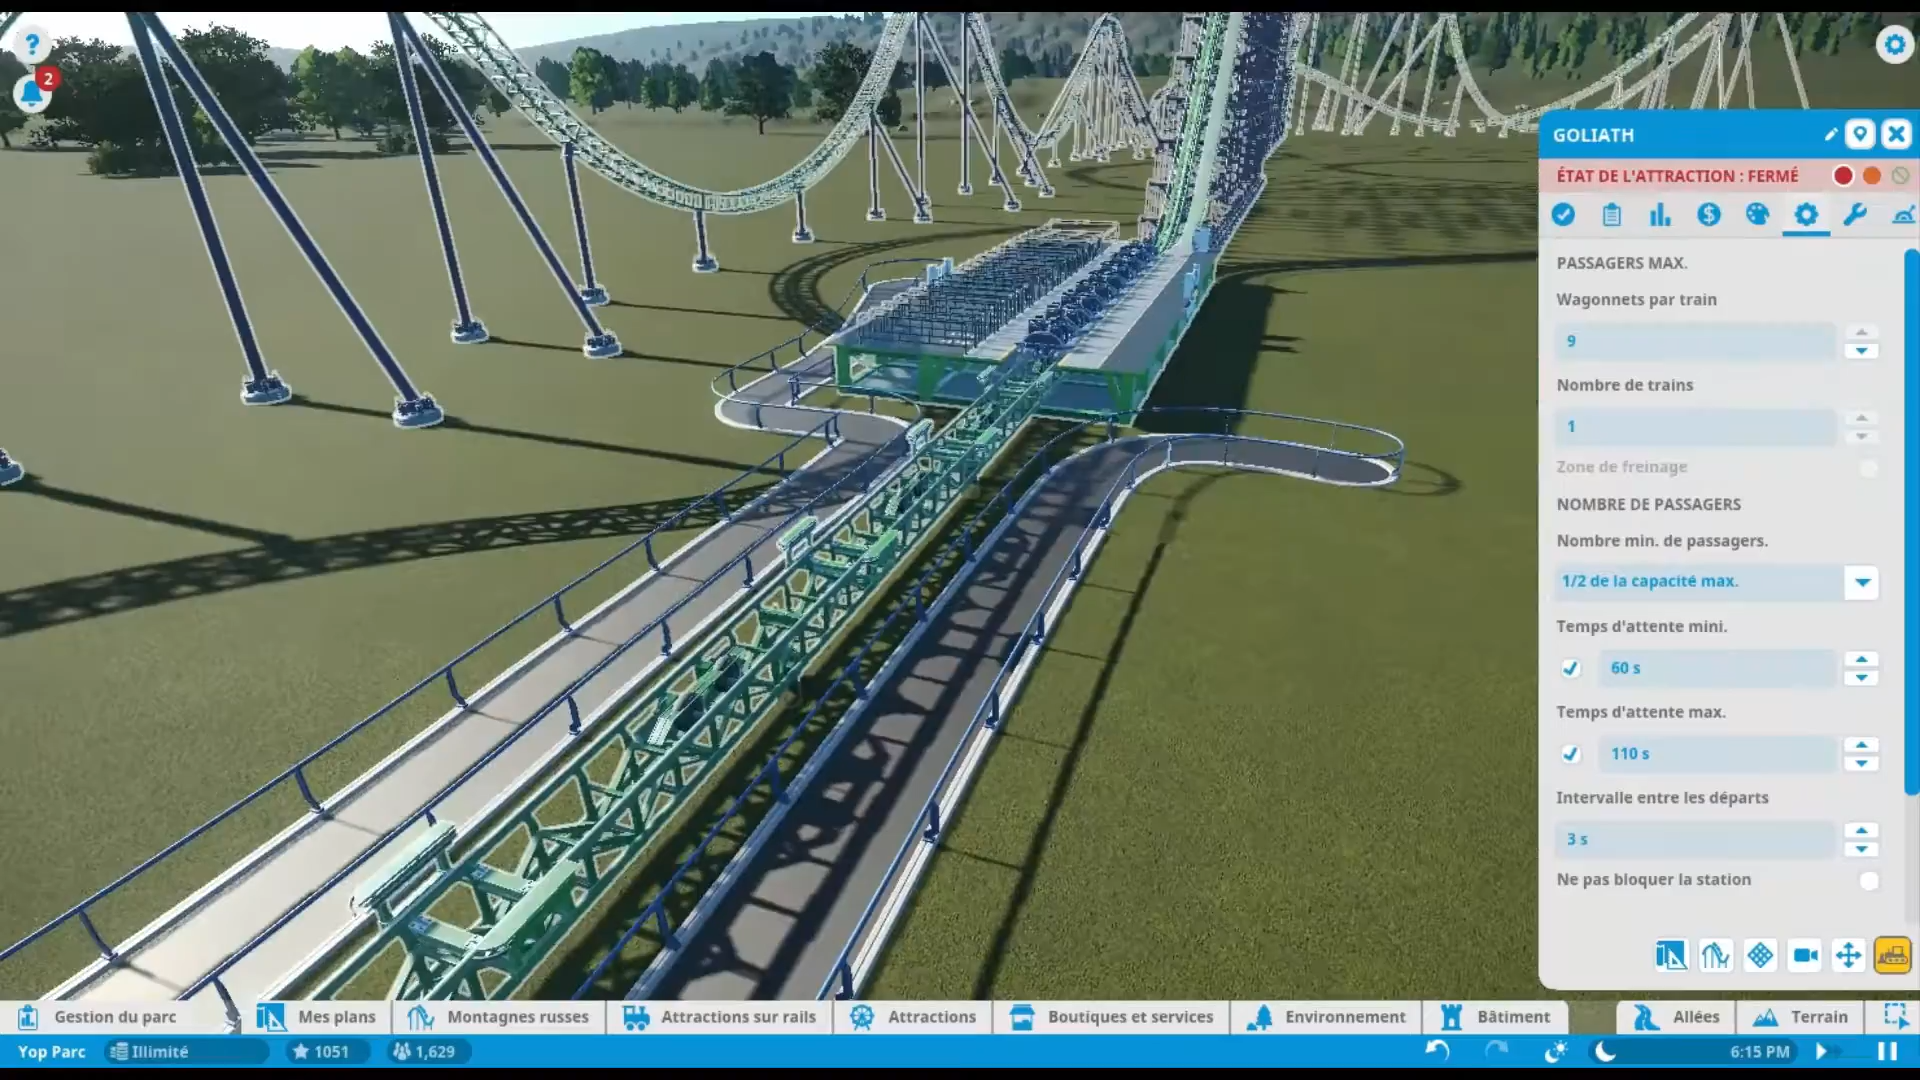 ?
2
GOLIATH
ÉTAT DE L'ATTRACTION : FERMÉ
$
PASSAGERS MAX.
Wagonnets par train
9
Nombre de trains
1
Zone de freinage
NOMBRE DE PASSAGERS
Nombre min. de passagers.
1/2 de la capacité max.
Temps d'attente mini.
60 s
Temps d'attente max.
110 s
Intervalle entre les départs
3 s
Ne pas bloquer la station
Gestion du parc
Mes plans
Montagnes russes
Attractions sur rails
Attractions
Boutiques et services
Environnement
Bâtiment
Allées
Terrain
Yop Parc
Illimité
1051
1,629
6:15 PM